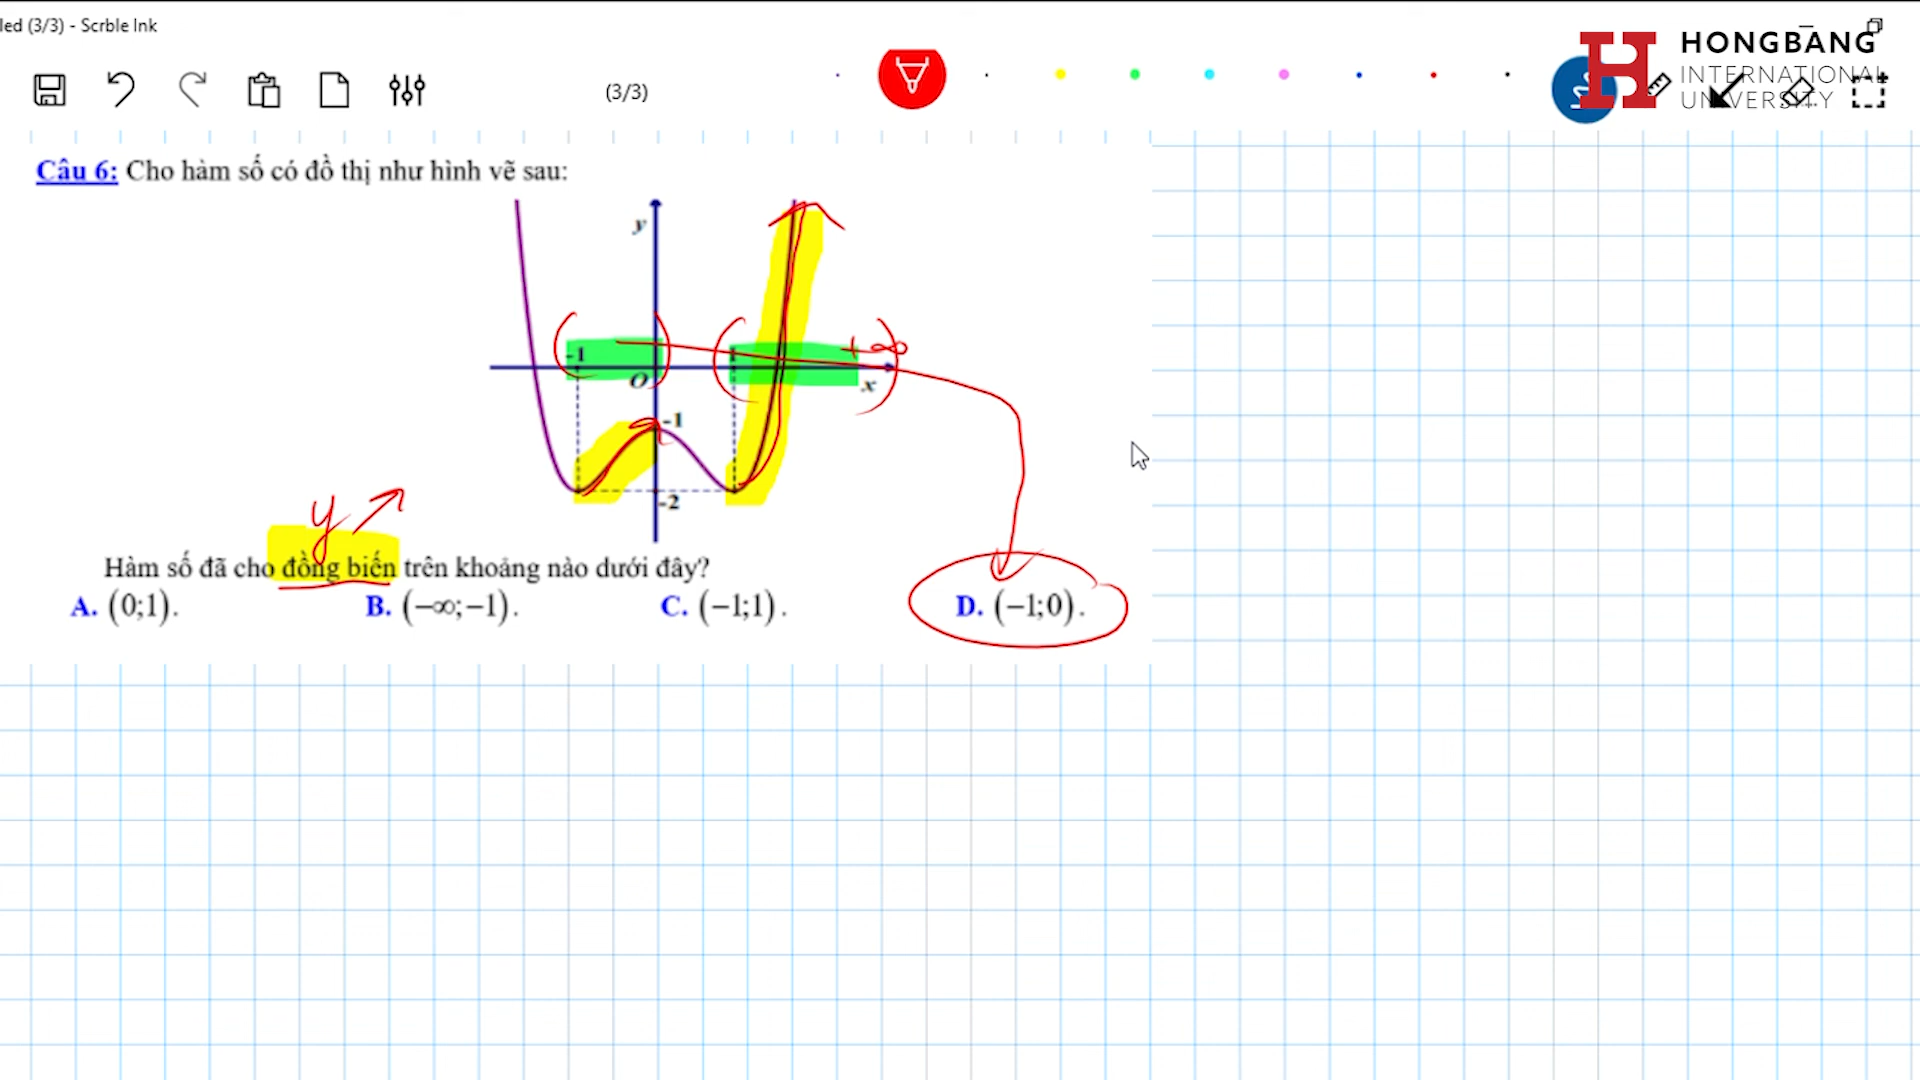 led (3/3) - Scrble Ink
(3/3)
HONGBANG
INTERNATIONAL
UNIVERSITY
Câu 6: Cho hàm số có đồ thị như hình vẽ sau:
y
-1
1
+∞
O
x
-1
-2
y
Hàm số đã cho đồng biến trên khoảng nào dưới đây?
A. (0;1). B. (−∞;−1). C. (−1;1). D. (−1;0).